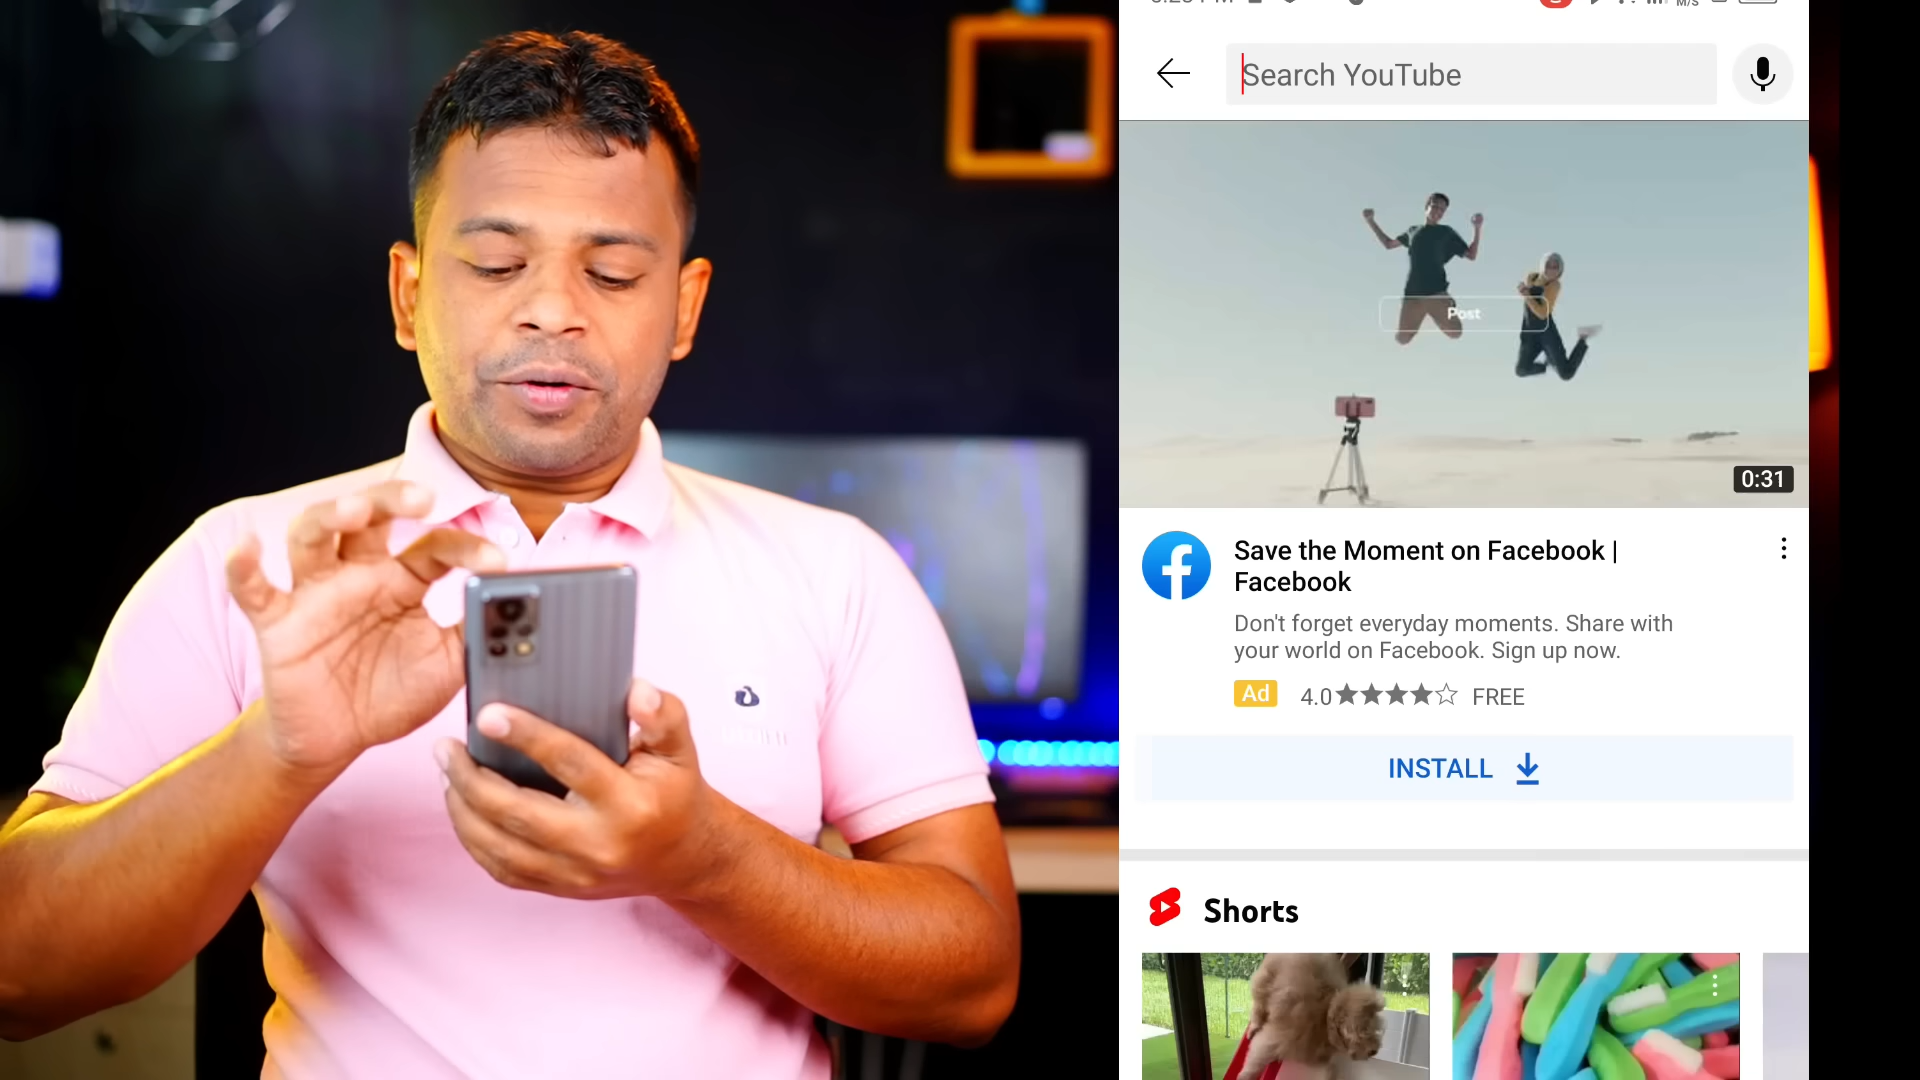 Search YouTube
Post
0:31
Save the Moment on Facebook |
Facebook
Don't forget everyday moments. Share with
your world on Facebook. Sign up now.
Ad 4.0 FREE
INSTALL
Shorts